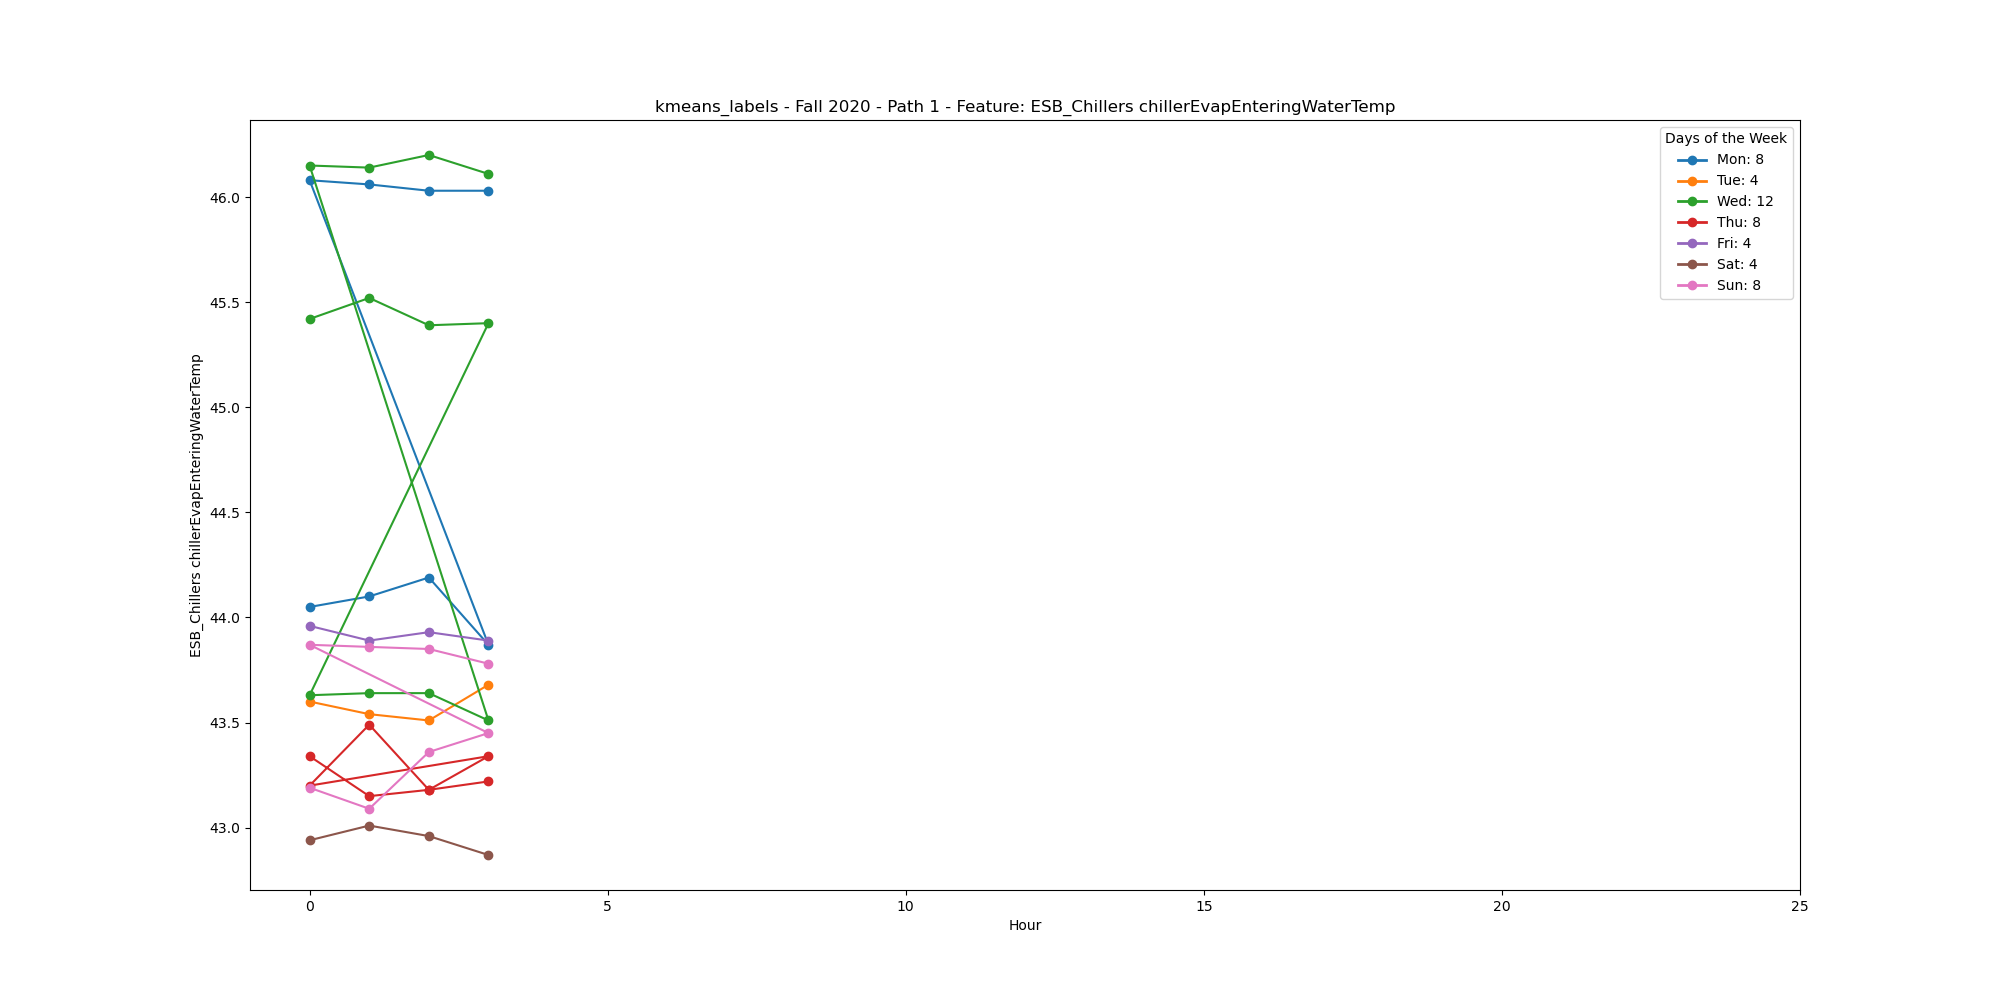 kmeans_labels - Fall 2020 - Path 1 - Feature: ESB_Chillers chillerEvapEnteringWaterTemp
Days of the Week
Mon: 8
Tue: 4
Wed: 12
Thu: 8
Fri: 4
Sat: 4
Sun: 8
ESB_Chillers chillerEvapEnteringWaterTemp
46.0
45.5
45.0
44.5
44.0
43.5
43.0
0 5 10 15 20 25
Hour